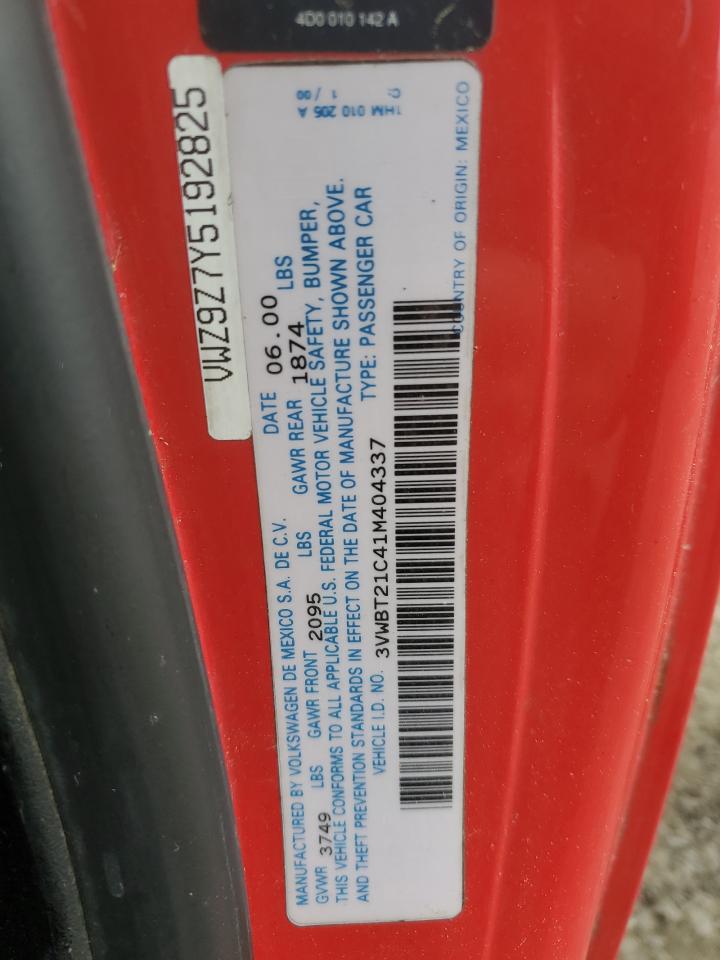 4D0 010 142 A
VWZ9Z7Y5192825
1HM 010 205 A
1 / 00
MANUFACTURED BY VOLKSWAGEN DE MEXICO S.A. DE C.V. DATE 06.00
GVWR 3749 LBS GAWR FRONT 2095 LBS GAWR REAR 1874 LBS
THIS VEHICLE CONFORMS TO ALL APPLICABLE U.S. FEDERAL MOTOR VEHICLE SAFETY, BUMPER,
AND THEFT PREVENTION STANDARDS IN EFFECT ON THE DATE OF MANUFACTURE SHOWN ABOVE.
VEHICLE I.D. NO. 3VWBT21C41M404337 TYPE: PASSENGER CAR
COUNTRY OF ORIGIN: MEXICO